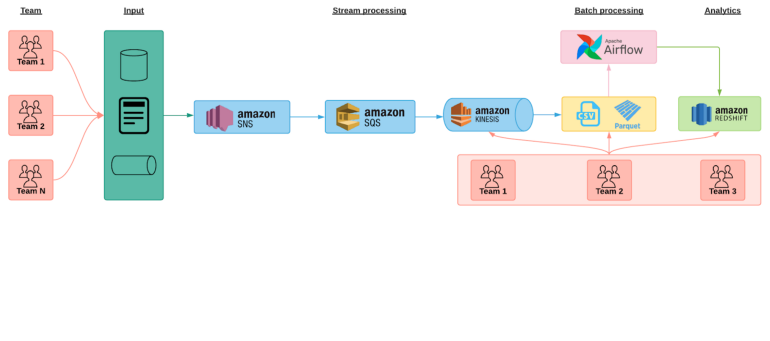 Team
Input
Stream processing
Batch processing
Analytics
Team 1
Team 2
Team N
amazon
SNS
amazon
SQS
amazon
KINESIS
Apache
Airflow
CSV
Parquet
amazon
REDSHIFT
Team 1
Team 2
Team 3